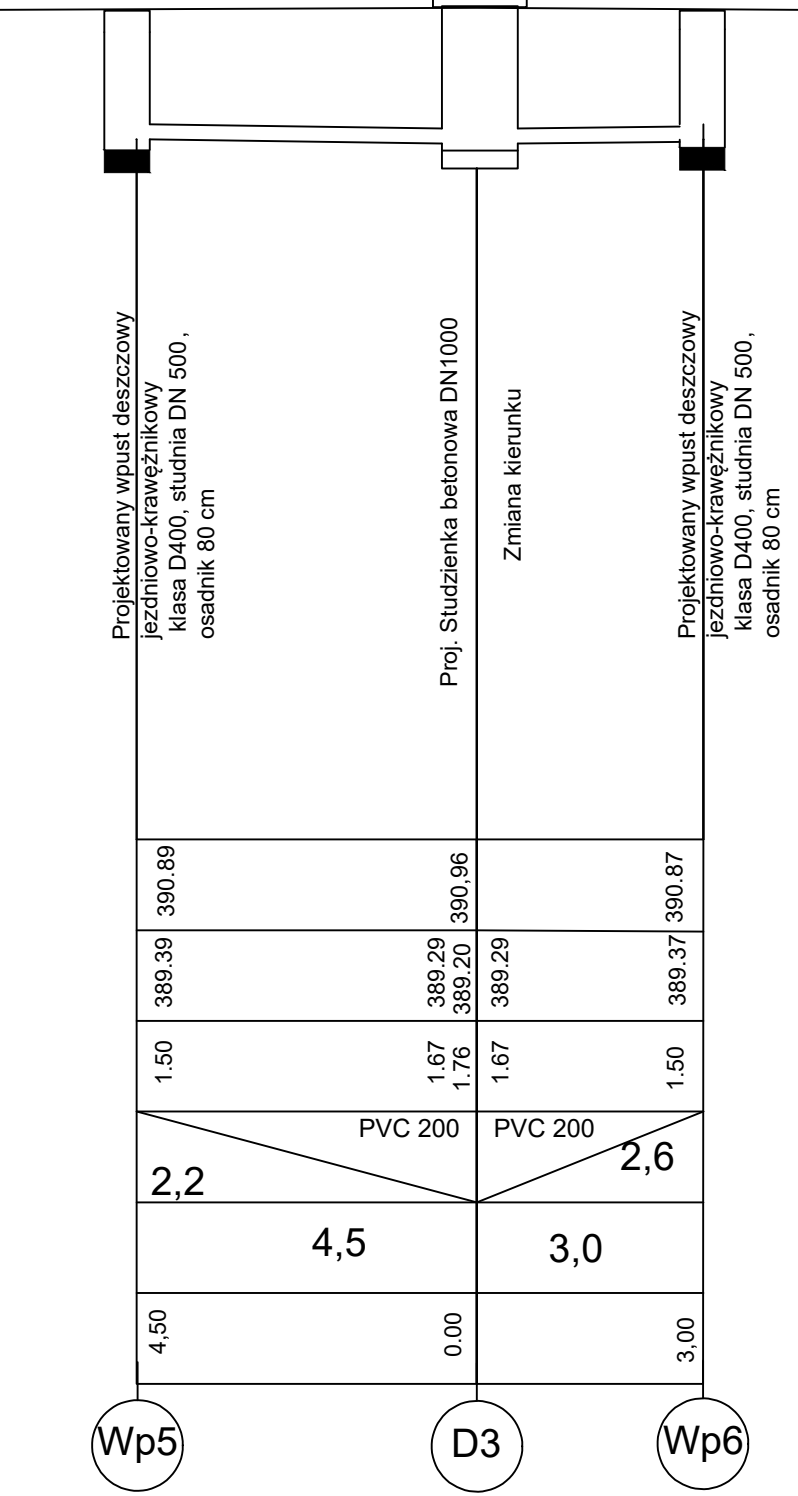 Projektowany wpust deszczowy
jezdniowo-krawężnikowy
klasa D400, studnia DN 500,
osadnik 80 cm
Proj. Studzienka betonowa DN1000
Zmiana kierunku
Projektowany wpust deszczowy
jezdniowo-krawężnikowy
klasa D400, studnia DN 500,
osadnik 80 cm
390.89
390,96
390.87
389.39
389.29
389.20
389.29
389.37
1.50
1.67
1.76
1.67
1.50
PVC 200
PVC 200
2,2
2,6
4,5
3,0
4,50
0.00
3,00
Wp5
D3
Wp6